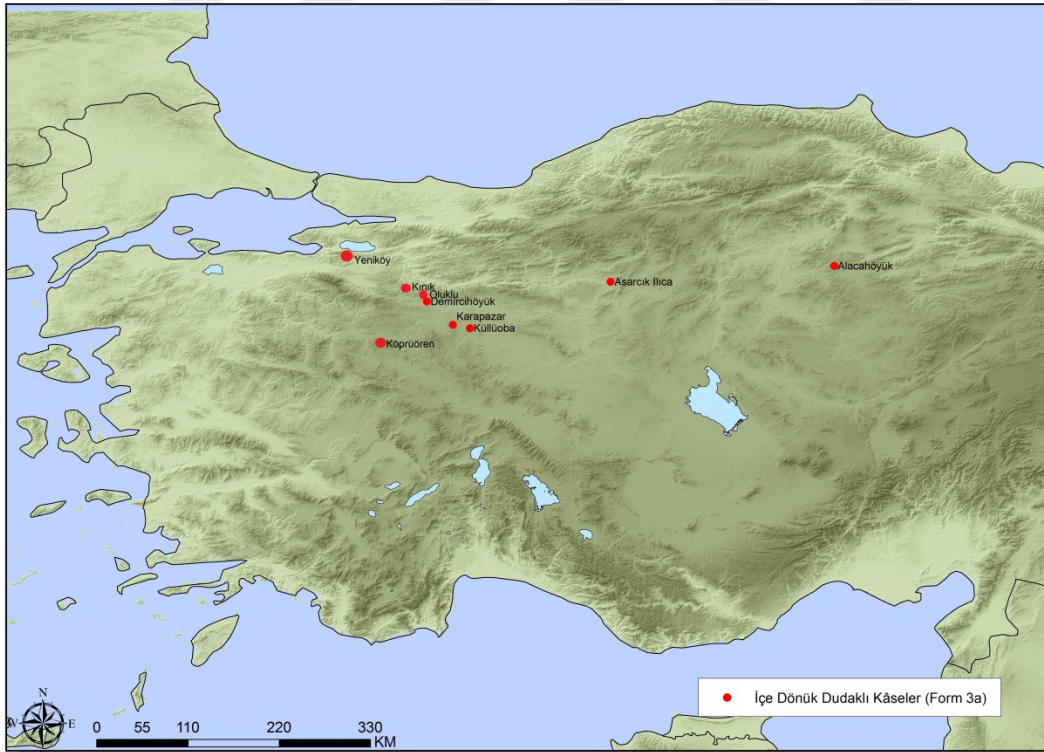 Yeniköy
Alacahöyük
Asarcık Ilıca
Kınık
Oluklu
Demircihöyük
Karapazar
Küllüoba
Köprüören
İçe Dönük Dudaklı Kâseler (Form 3a)
N
W
E
S
0 55 110 220 330
KM